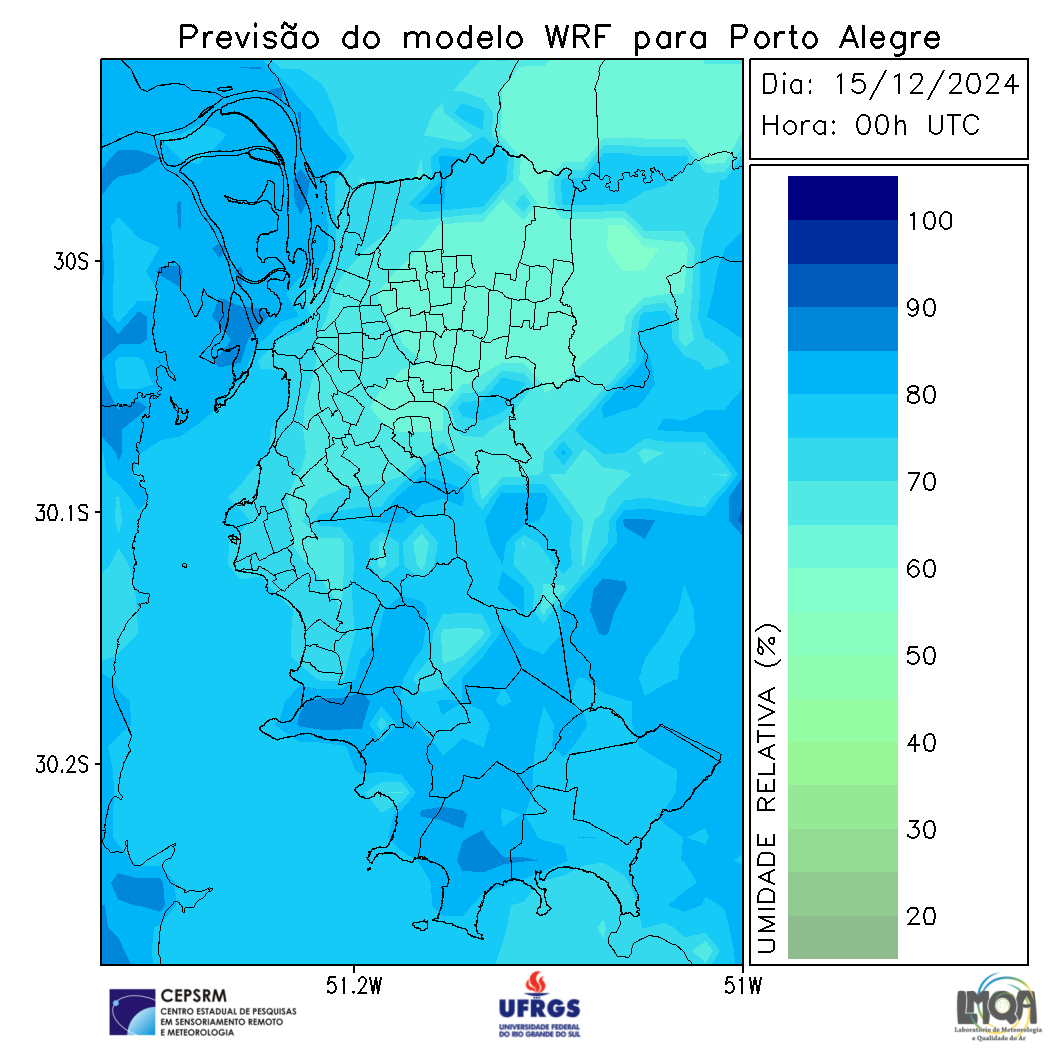 Previsão do modelo WRF para Porto Alegre
Dia: 15/12/2024
Hora: 00h UTC
100
90
80
70
60
50
40
30
20
UMIDADE RELATIVA (%)
30S
30.1S
30.2S
51.2W
51W
CEPSRM
CENTRO ESTADUAL DE PESQUISAS
EM SENSORIAMENTO REMOTO
E METEOROLOGIA
UFRGS
UNIVERSIDADE FEDERAL
DO RIO GRANDE DO SUL
LMQA
Laboratório de Meteorologia
e Qualidade do Ar